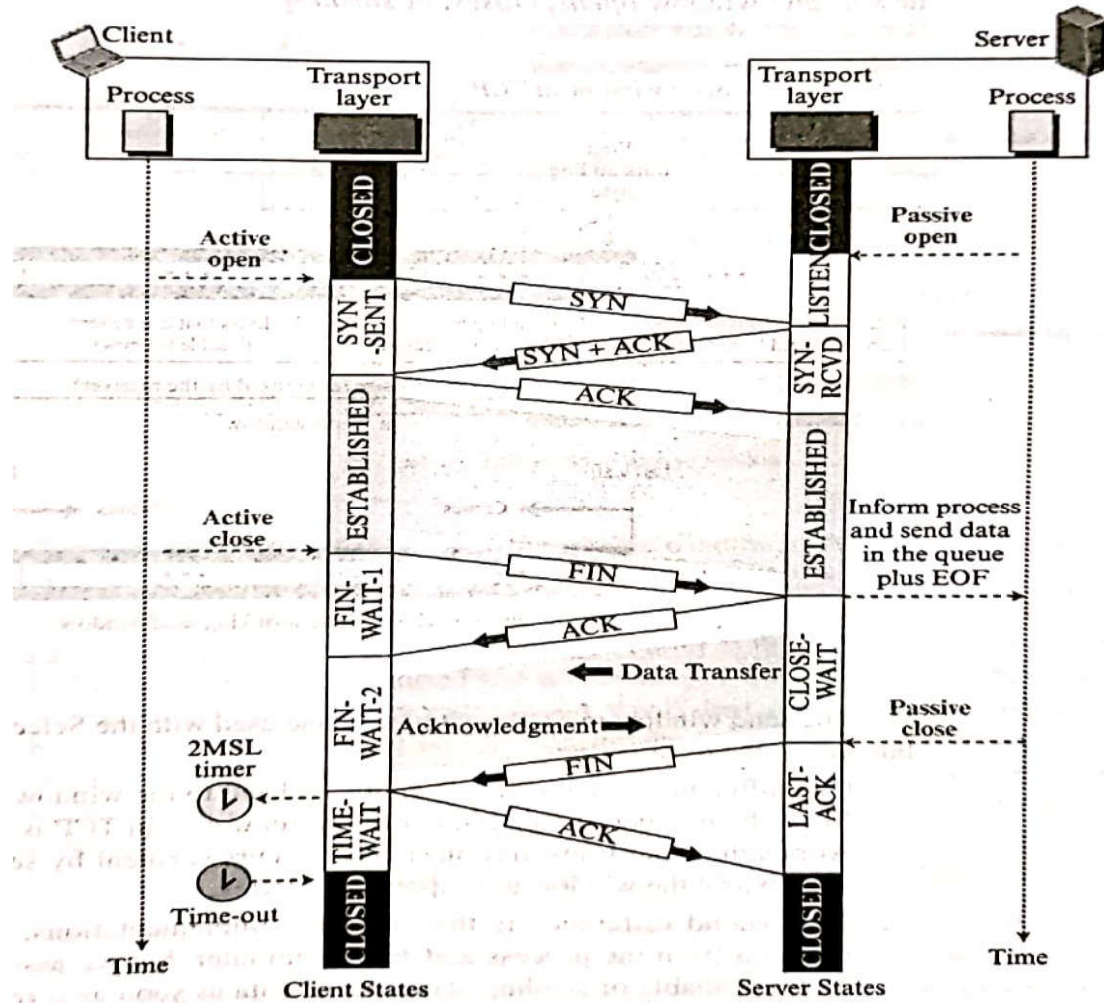 Client
Server
Transport
layer
Process
Transport
layer
Process
CLOSED
CLOSED
Active
open
Passive
open
LISTEN
SYN
-SENT
SYN
SYN + ACK
SYN-
RCVD
ACK
ESTABLISHED
ESTABLISHED
Active
close
Inform process
and send data
in the queue
plus EOF
FIN
FIN-
WAIT-1
ACK
CLOSE-
WAIT
Data Transfer
FIN-
WAIT-2
Acknowledgment
Passive
close
2MSL
timer
FIN
TIME-
WAIT
ACK
LAST-
ACK
Time-out
CLOSED
CLOSED
Time
Client States
Server States
Time